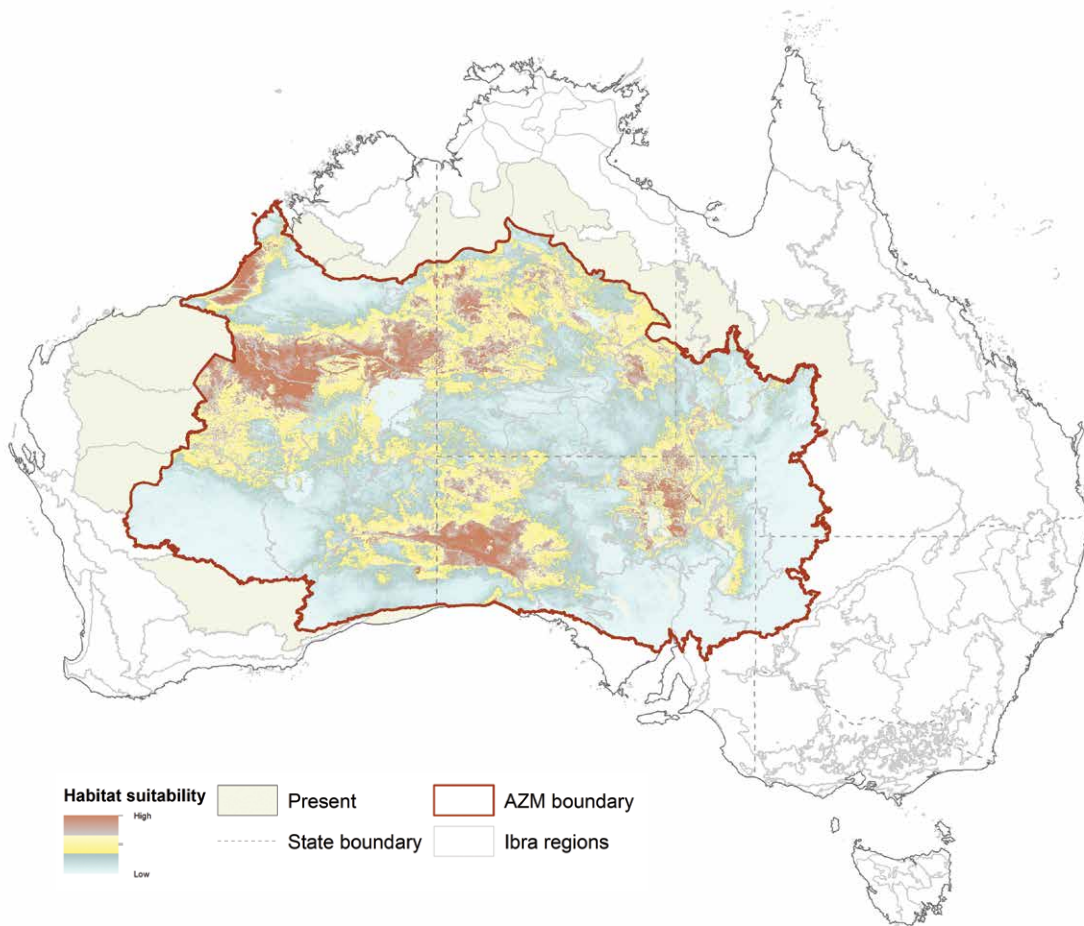 Habitat suitability
High
Low
Present
State boundary
AZM boundary
Ibra regions